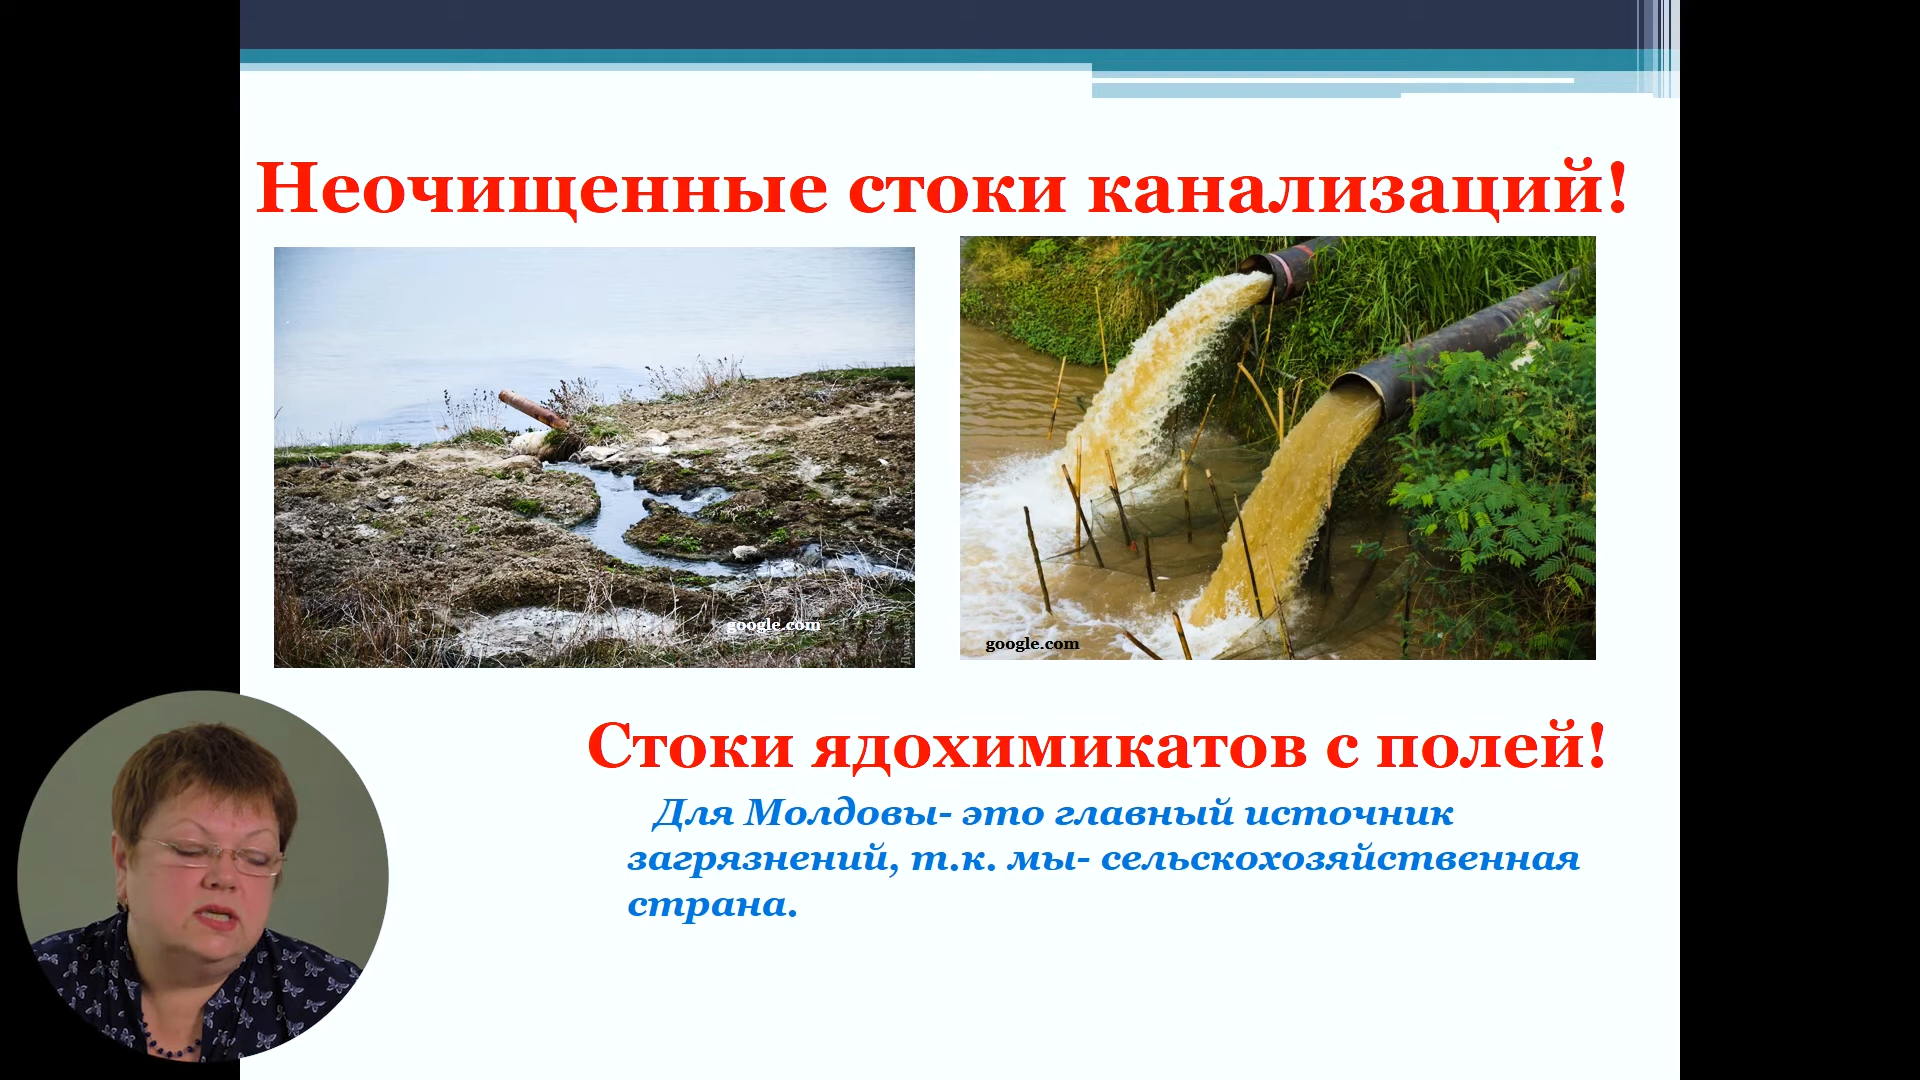 Неочищенные стоки канализаций!
google.com
google.com
Стоки ядохимикатов с полей!
Для Молдовы- это главный источник
загрязнений, т.к. мы- сельскохозяйственная
страна.